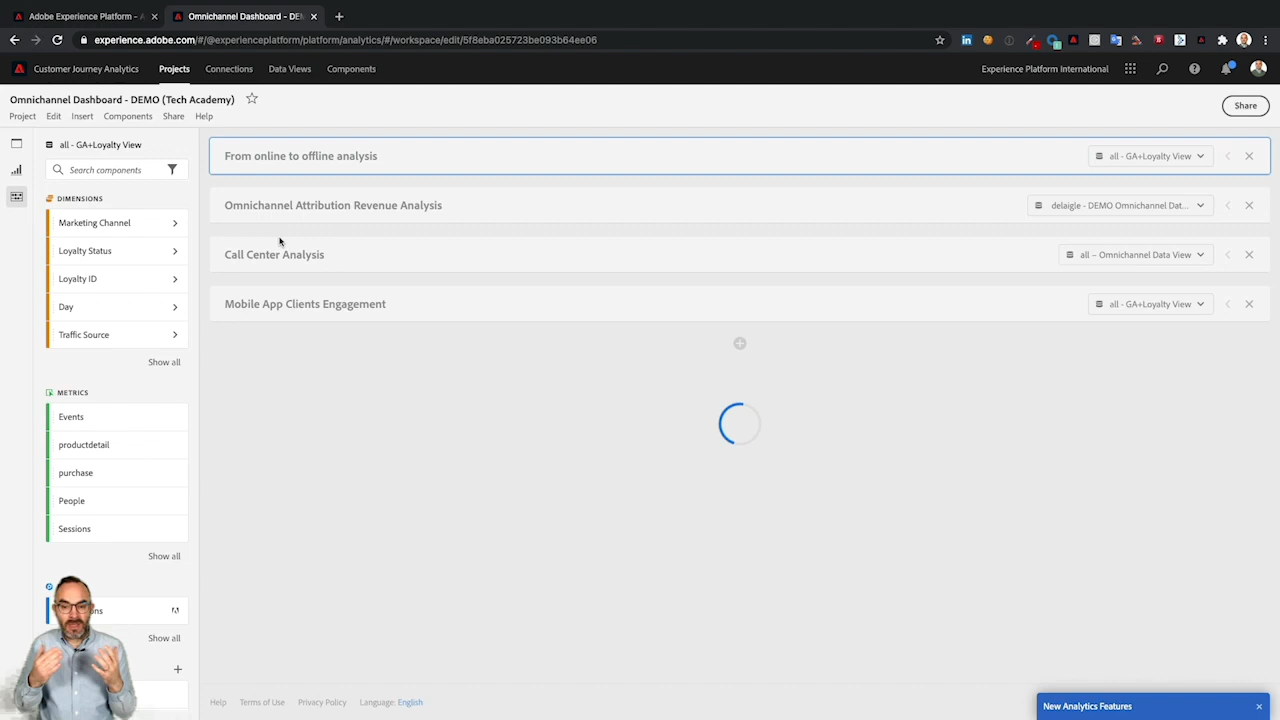 Adobe Experience Platform - A
Omnichannel Dashboard - DEM
experience.adobe.com/#/@experienceplatform/platform/analytics/#/workspace/edit/5f8eba025723be093b64ee06
Customer Journey Analytics
Projects
Connections
Data Views
Components
Experience Platform International
Omnichannel Dashboard - DEMO (Tech Academy)
Share
Project
Edit
Insert
Components
Share
Help
all - GA+Loyalty View
Search components
DIMENSIONS
Marketing Channel
Loyalty Status
Loyalty ID
Day
Traffic Source
Show all
METRICS
Events
productdetail
purchase
People
Sessions
Show all
ons
Show all
From online to offline analysis
all - GA+Loyalty View
Omnichannel Attribution Revenue Analysis
delaigle - DEMO Omnichannel Dat...
Call Center Analysis
all – Omnichannel Data View
Mobile App Clients Engagement
all - GA+Loyalty View
Help
Terms of Use
Privacy Policy
Language: English
New Analytics Features